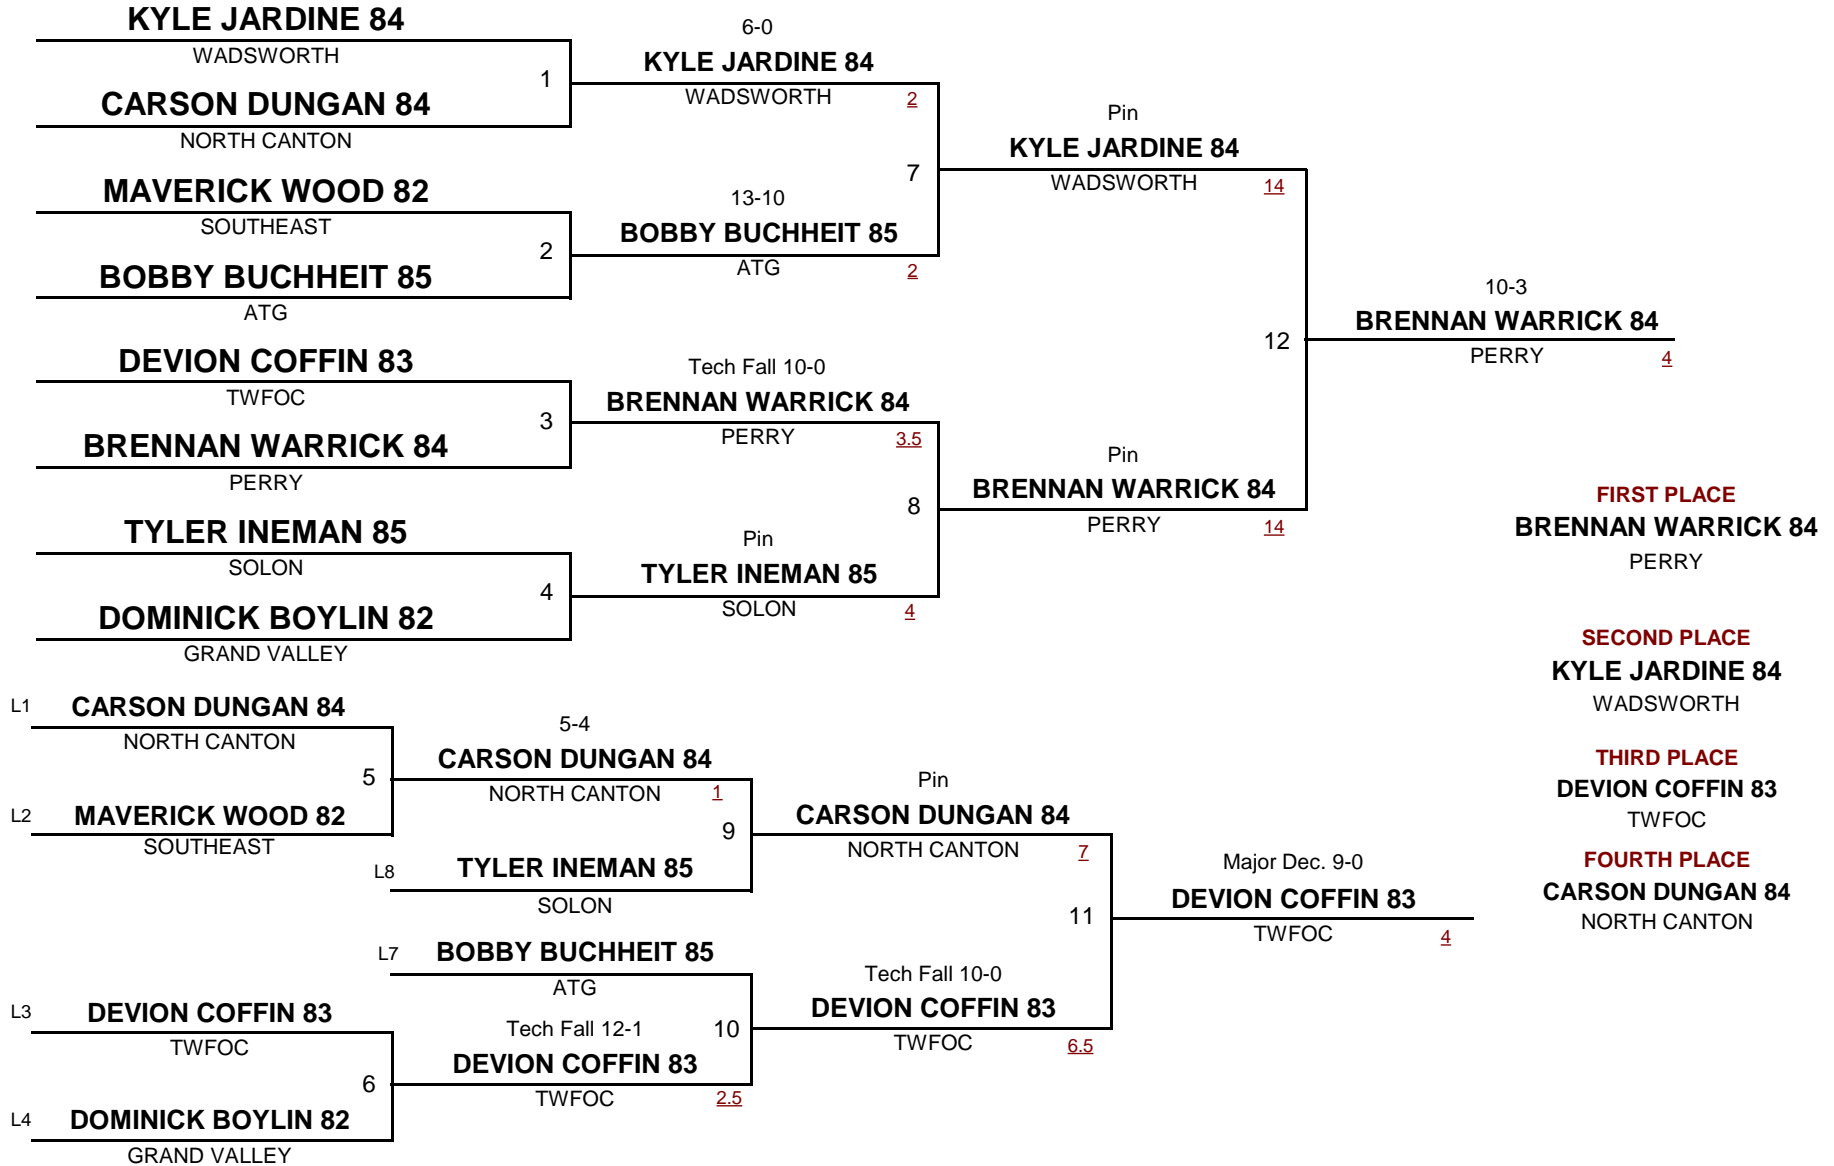 KYLE JARDINE 84
WADSWORTH
1
CARSON DUNGAN 84
NORTH CANTON
MAVERICK WOOD 82
SOUTHEAST
2
BOBBY BUCHHEIT 85
ATG
DEVION COFFIN 83
TWFOC
3
BRENNAN WARRICK 84
PERRY
TYLER INEMAN 85
SOLON
4
DOMINICK BOYLIN 82
GRAND VALLEY
6-0
KYLE JARDINE 84
WADSWORTH 2
7
13-10
BOBBY BUCHHEIT 85
ATG 2
Tech Fall 10-0
BRENNAN WARRICK 84
PERRY 3.5
8
Pin
TYLER INEMAN 85
SOLON 4
Pin
KYLE JARDINE 84
WADSWORTH 14
12
Pin
BRENNAN WARRICK 84
PERRY 14
10-3
BRENNAN WARRICK 84
PERRY 4
L1 CARSON DUNGAN 84
NORTH CANTON
5
L2 MAVERICK WOOD 82
SOUTHEAST
L3 DEVION COFFIN 83
TWFOC
6
L4 DOMINICK BOYLIN 82
GRAND VALLEY
5-4
CARSON DUNGAN 84
NORTH CANTON 1
9
L8 TYLER INEMAN 85
SOLON
L7 BOBBY BUCHHEIT 85
ATG
10
Tech Fall 12-1
DEVION COFFIN 83
TWFOC 2.5
Pin
CARSON DUNGAN 84
NORTH CANTON 7
11
Tech Fall 10-0
DEVION COFFIN 83
TWFOC 6.5
Major Dec. 9-0
DEVION COFFIN 83
TWFOC 4
FIRST PLACE
BRENNAN WARRICK 84
PERRY
SECOND PLACE
KYLE JARDINE 84
WADSWORTH
THIRD PLACE
DEVION COFFIN 83
TWFOC
FOURTH PLACE
CARSON DUNGAN 84
NORTH CANTON